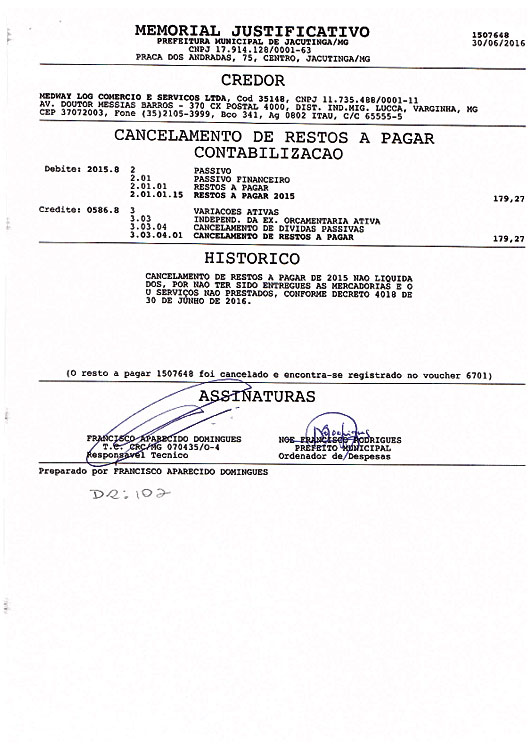 MEMORIAL JUSTIFICATIVO
PREFEITURA MUNICIPAL DE JACUTINGA/MG
CNPJ 17.914.128/0001-63
PRACA DOS ANDRADAS, 75, CENTRO, JACUTINGA/MG
1507648
30/06/2016
CREDOR
MEDWAY LOG COMERCIO E SERVICOS LTDA, Cod 35148, CNPJ 11.735.488/0001-11
AV. DOUTOR MESSIAS BARROS - 370 CX POSTAL 4000, DIST. IND.MIG. LUCCA, VARGINHA, MG
CEP 37072003, Fone (35)2105-3999, Bco 341, Ag 0802 ITAU, C/C 65555-5
CANCELAMENTO DE RESTOS A PAGAR
CONTABILIZACAO
Debite: 2015.8 2 PASSIVO
2.01 PASSIVO FINANCEIRO
2.01.01 RESTOS A PAGAR
2.01.01.15 RESTOS A PAGAR 2015 179,27
Credite: 0586.8 3 VARIACOES ATIVAS
3.03 INDEPEND. DA EX. ORCAMENTARIA ATIVA
3.03.04 CANCELAMENTO DE DIVIDAS PASSIVAS
3.03.04.01 CANCELAMENTO DE RESTOS A PAGAR 179,27
HISTORICO
CANCELAMENTO DE RESTOS A PAGAR DE 2015 NAO LIQUIDA
DOS, POR NAO TER SIDO ENTREGUES AS MERCADORIAS E O
U SERVIÇOS NAO PRESTADOS, CONFORME DECRETO 4018 DE
30 DE JUNHO DE 2016.
(O resto a pagar 1507648 foi cancelado e encontra-se registrado no voucher 6701)
ASSINATURAS
FRANCISCO APARECIDO DOMINGUES
T.C. CRC/MG 070435/O-4
Responsavel Tecnico
NOE FRANCISCO RODRIGUES
PREFEITO MUNICIPAL
Ordenador de Despesas
Preparado por FRANCISCO APARECIDO DOMINGUES
DR: 102